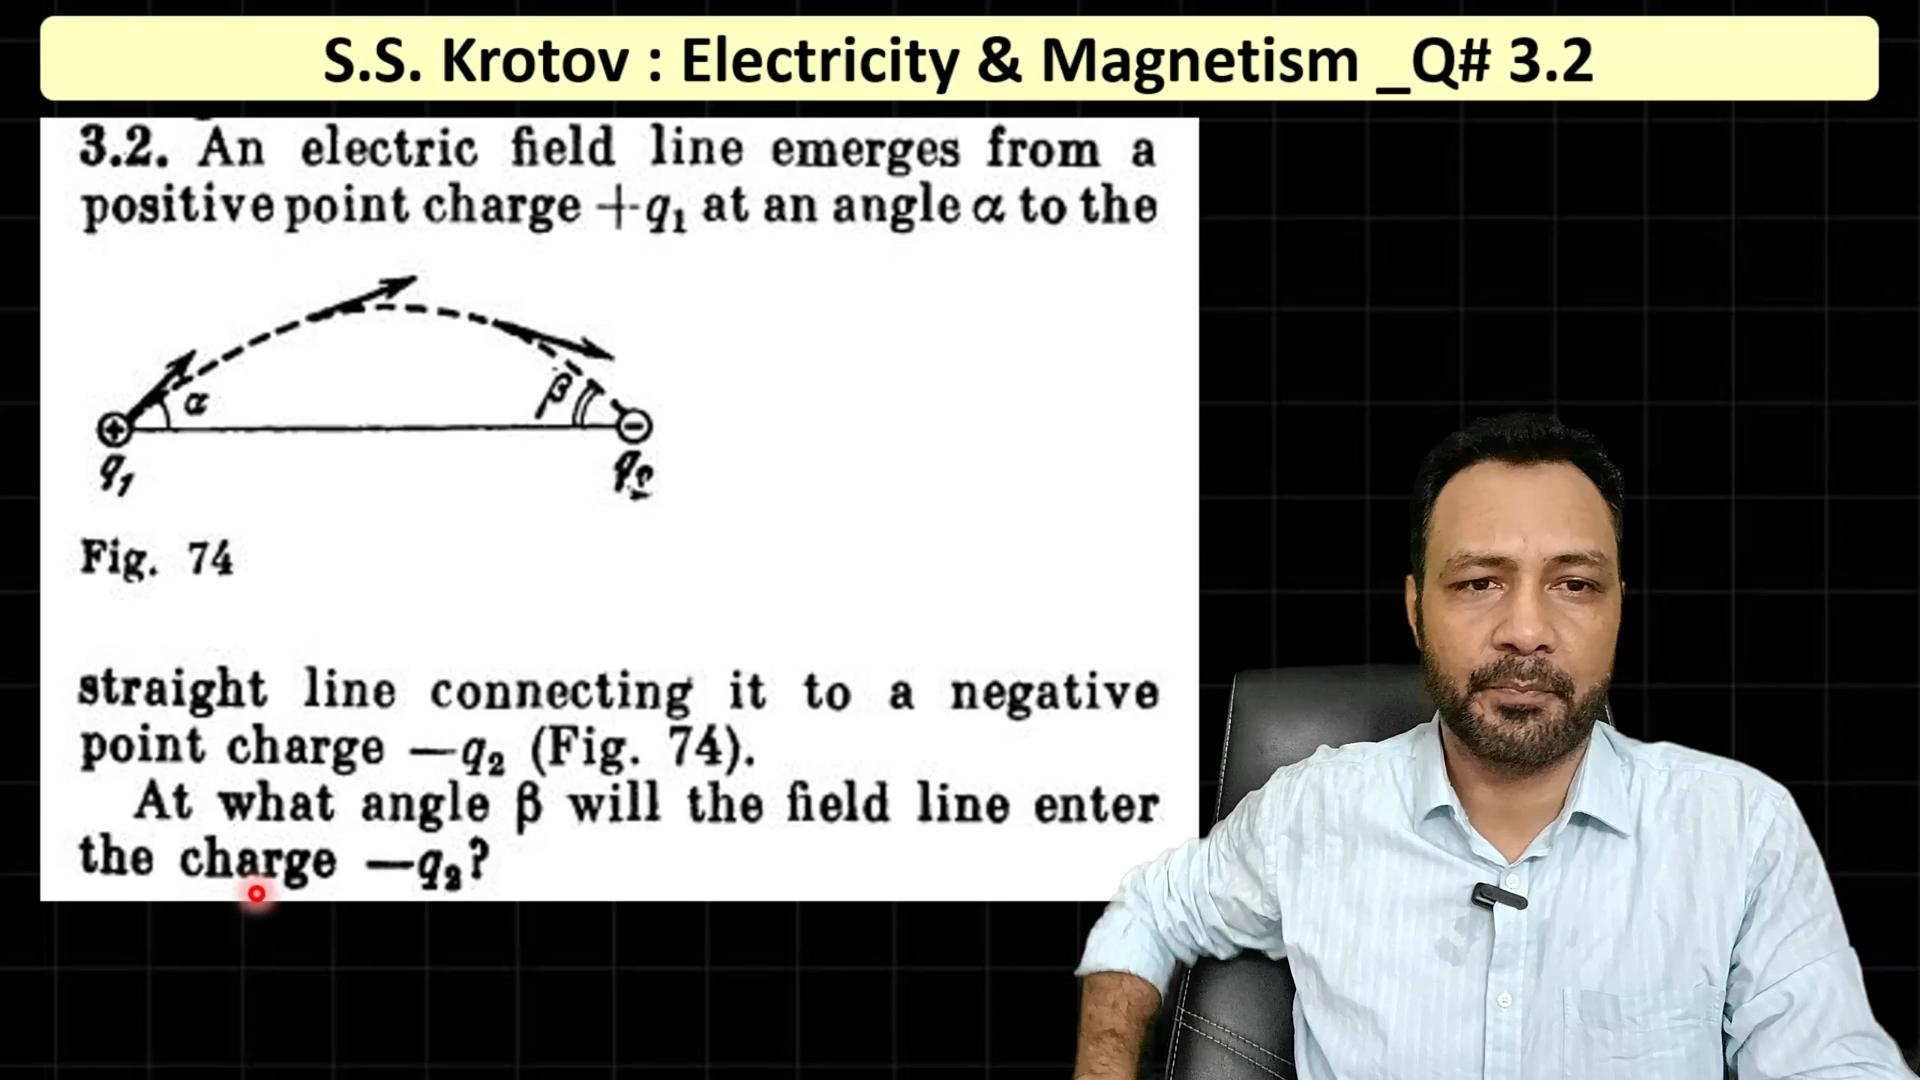 S.S. Krotov : Electricity & Magnetism _Q# 3.2
3.2. An electric field line emerges from a
positive point charge +q₁ at an angle α to the
α
β
q₁
q₂
Fig. 74
straight line connecting it to a negative
point charge —q₂ (Fig. 74).
At what angle β will the field line enter
the charge —q₂?